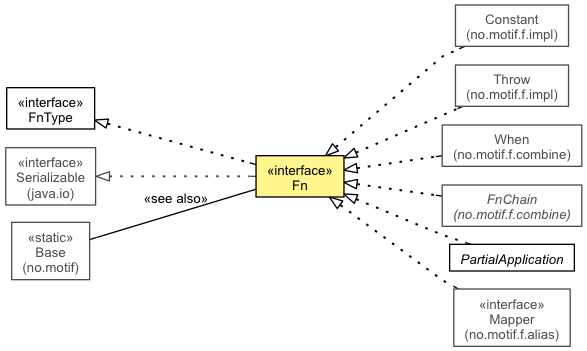 Constant
(no.motif.f.impl)
Throw
(no.motif.f.impl)
«interface»
FnType
When
(no.motif.f.combine)
«interface»
Serializable
(java.io)
«interface»
Fn
«see also»
FnChain
(no.motif.f.combine)
«static»
Base
(no.motif)
PartialApplication
«interface»
Mapper
(no.motif.f.alias)